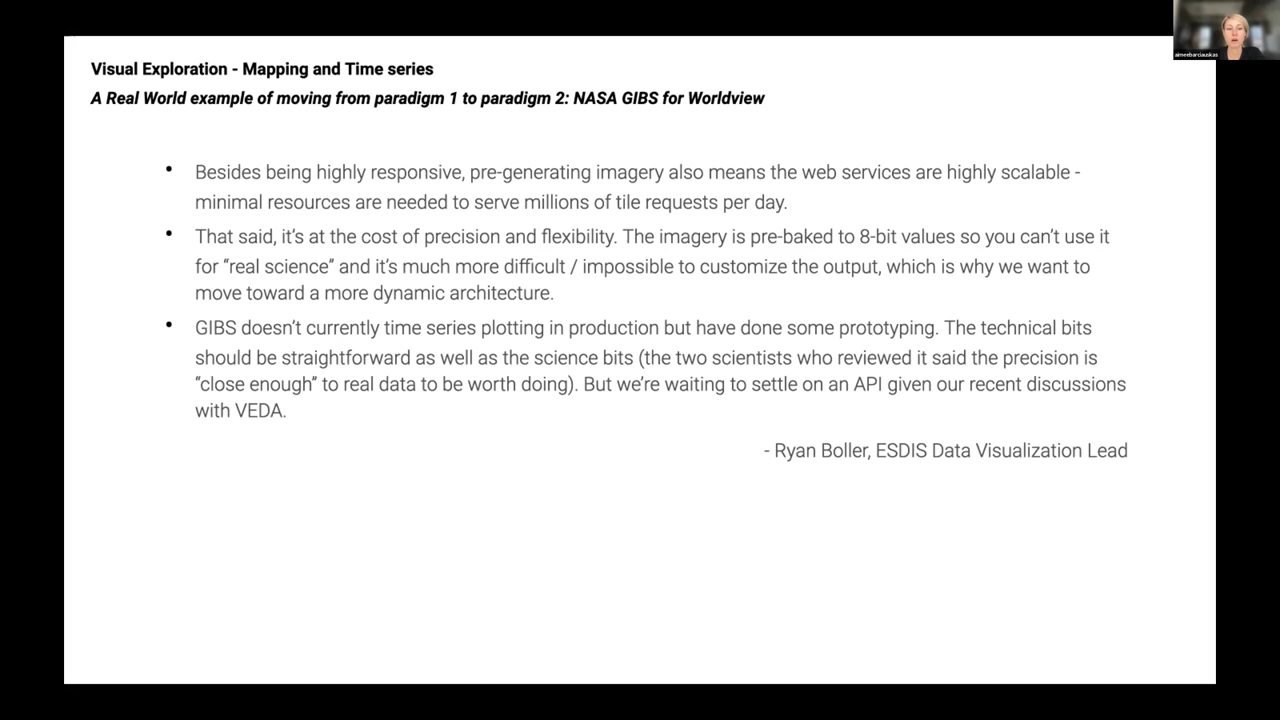 aimeebarciauskas
Visual Exploration - Mapping and Time series
A Real World example of moving from paradigm 1 to paradigm 2: NASA GIBS for Worldview
• Besides being highly responsive, pre-generating imagery also means the web services are highly scalable -
minimal resources are needed to serve millions of tile requests per day.
• That said, it’s at the cost of precision and flexibility. The imagery is pre-baked to 8-bit values so you can’t use it
for “real science” and it’s much more difficult / impossible to customize the output, which is why we want to
move toward a more dynamic architecture.
• GIBS doesn’t currently time series plotting in production but have done some prototyping. The technical bits
should be straightforward as well as the science bits (the two scientists who reviewed it said the precision is
“close enough” to real data to be worth doing). But we’re waiting to settle on an API given our recent discussions
with VEDA.
- Ryan Boller, ESDIS Data Visualization Lead